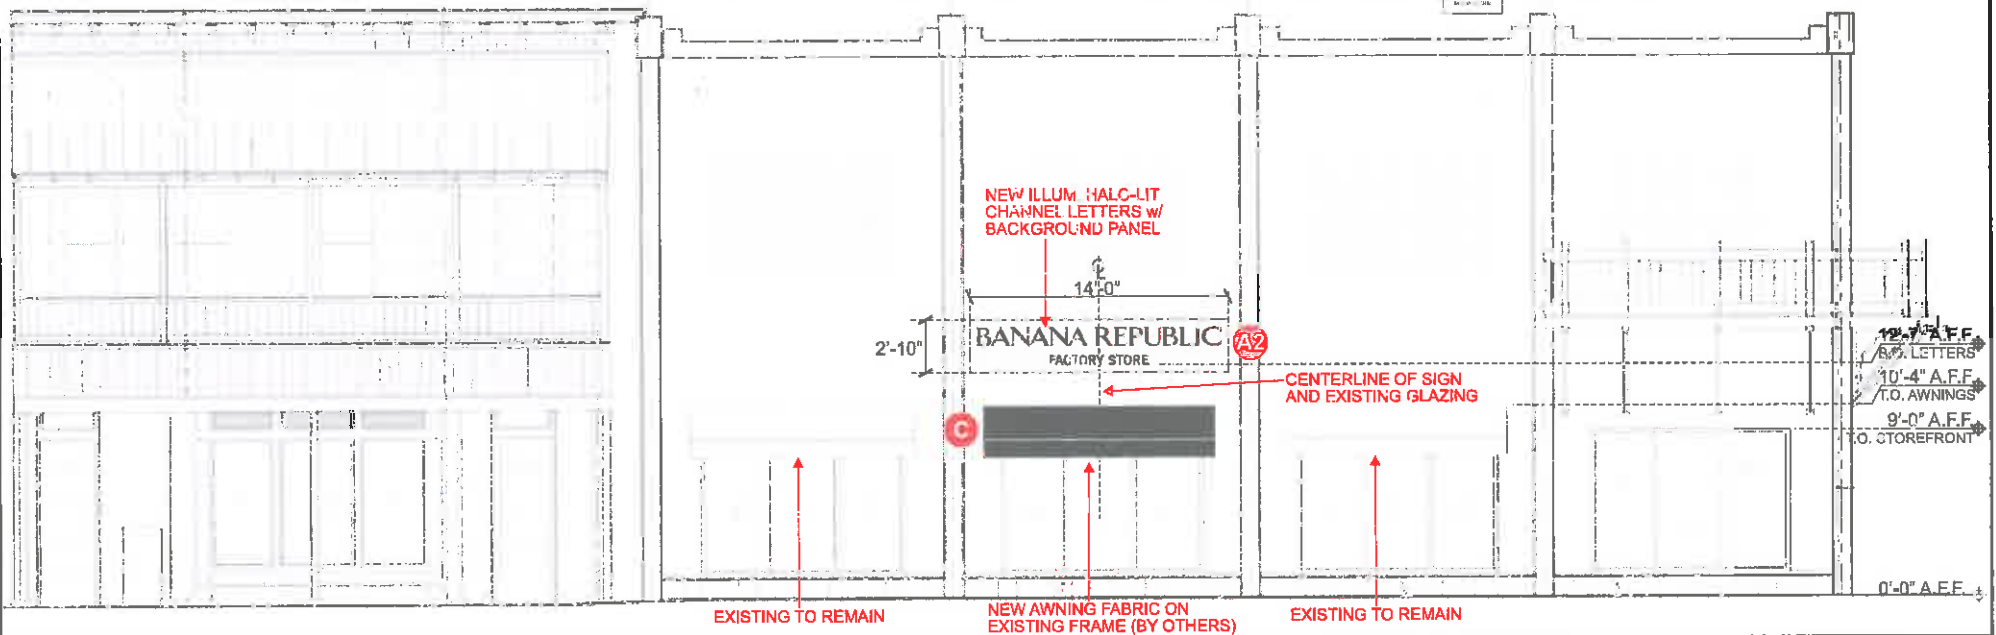 NEW ILLUM. HALO-LIT
CHANNEL LETTERS w/
BACKGROUND PANEL
14'-0"
2'-10"
BANANA REPUBLIC
FACTORY STORE
A2
CENTERLINE OF SIGN
AND EXISTING GLAZING
C
A.F.F.
B.O. LETTERS
10'-4" A.F.F.
T.O. AWNINGS
9'-0" A.F.F.
T.O. STOREFRONT
0'-0" A.F.F.
EXISTING TO REMAIN
NEW AWNING FABRIC ON
EXISTING FRAME (BY OTHERS)
EXISTING TO REMAIN